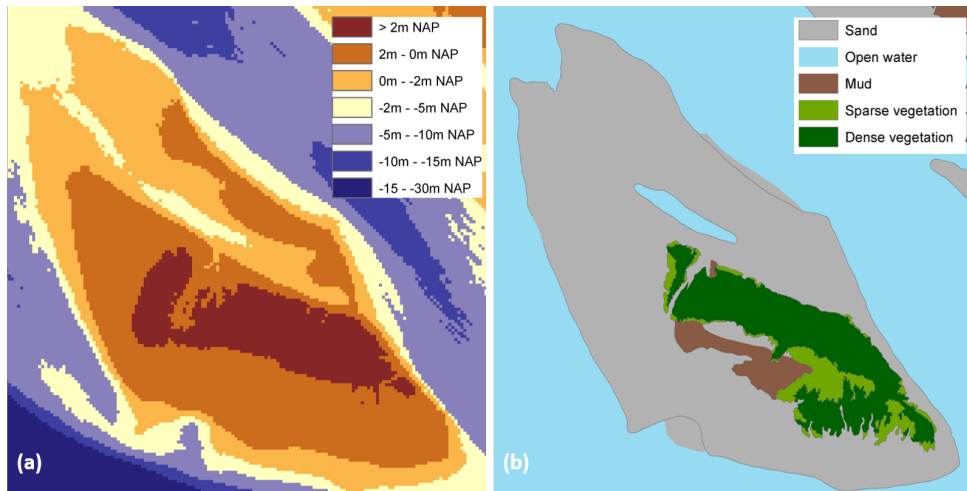 > 2m NAP
2m - 0m NAP
0m - -2m NAP
-2m - -5m NAP
-5m - -10m NAP
-10m - -15m NAP
-15 - -30m NAP
(a)
Sand
Open water
Mud
Sparse vegetation
Dense vegetation
(b)